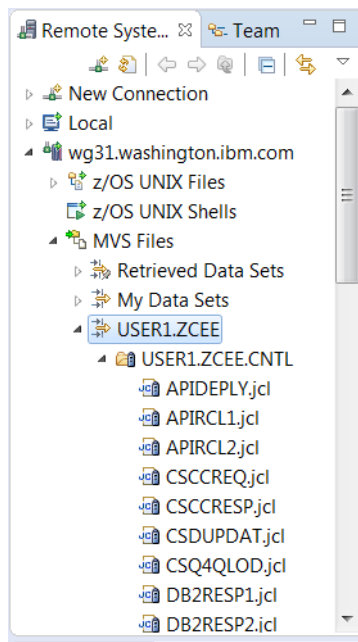 Remote Syste... Team
New Connection
Local
wg31.washington.ibm.com
z/OS UNIX Files
z/OS UNIX Shells
MVS Files
Retrieved Data Sets
My Data Sets
USER1.ZCEE
USER1.ZCEE.CNTL
APIDEPLY.jcl
APIRCL1.jcl
APIRCL2.jcl
CSCCREQ.jcl
CSCCRESP.jcl
CSDUPDAT.jcl
CSQ4QLOD.jcl
DB2RESP1.jcl
DB2RESP2.jcl